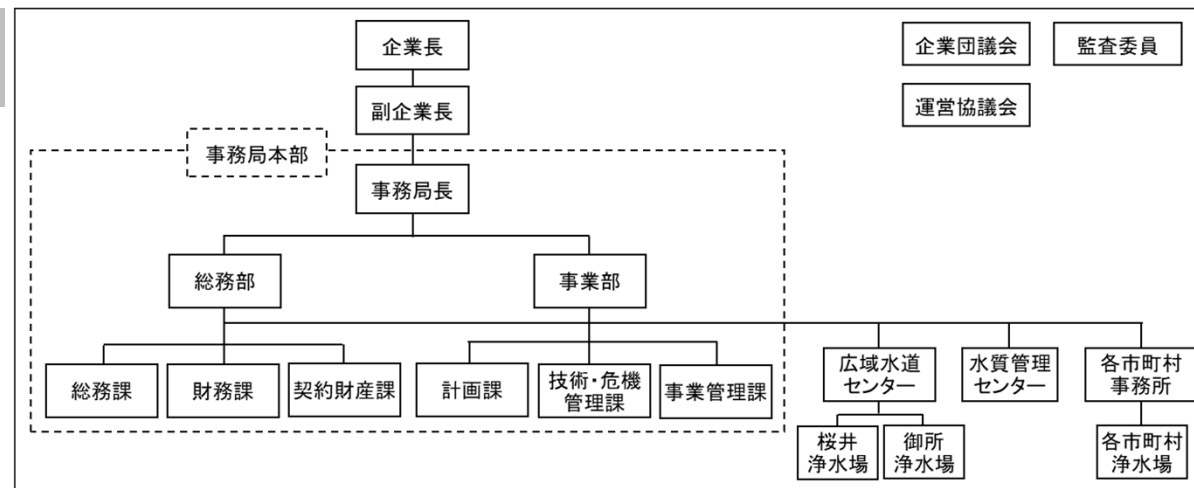 企業長
企業団議会
監査委員
副企業長
運営協議会
事務局本部
事務局長
総務部
事業部
総務課
財務課
契約財産課
計画課
技術・危機
管理課
事業管理課
広域水道
センター
水質管理
センター
各市町村
事務所
桜井
浄水場
御所
浄水場
各市町村
浄水場